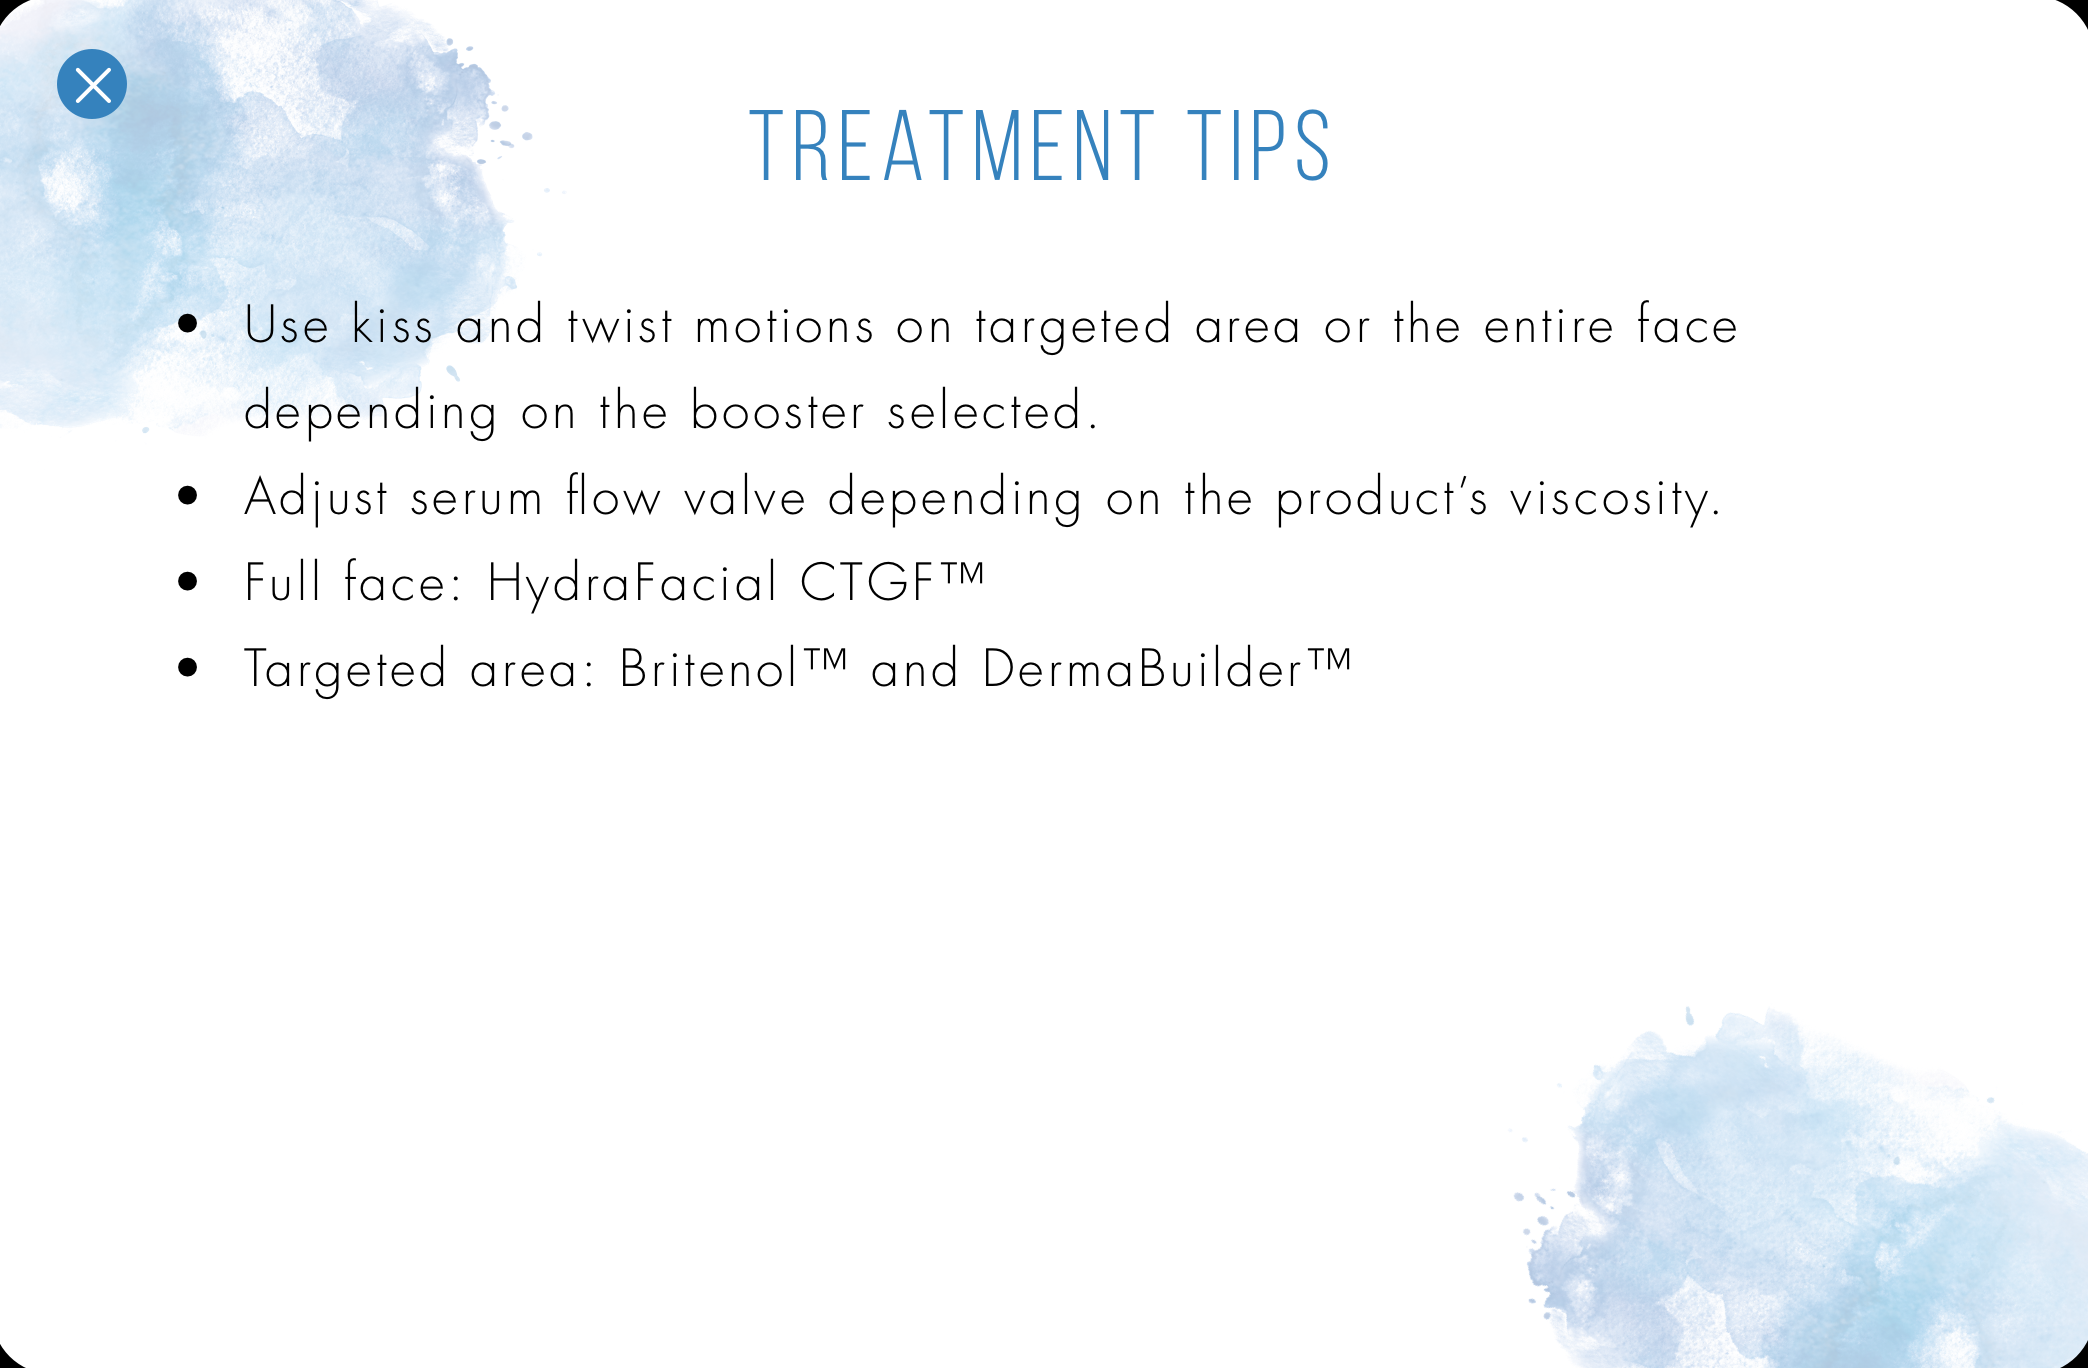 TREATMENT TIPS
• Use kiss and twist motions on targeted area or the entire face
depending on the booster selected.
• Adjust serum flow valve depending on the product’s viscosity.
• Full face: HydraFacial CTGF™
• Targeted area: Britenol™ and DermaBuilder™